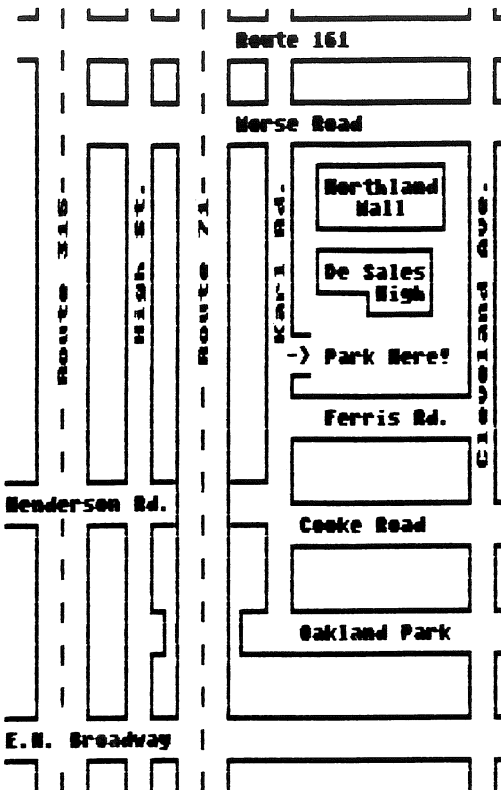 Route 161
Morse Road
Route 315
High St.
Route 71
Karl Rd.
Northland
Mall
De Sales
High
-> Park Here!
Cleveland Ave.
Ferris Rd.
Henderson Rd.
Cooke Road
Oakland Park
E.N. Broadway